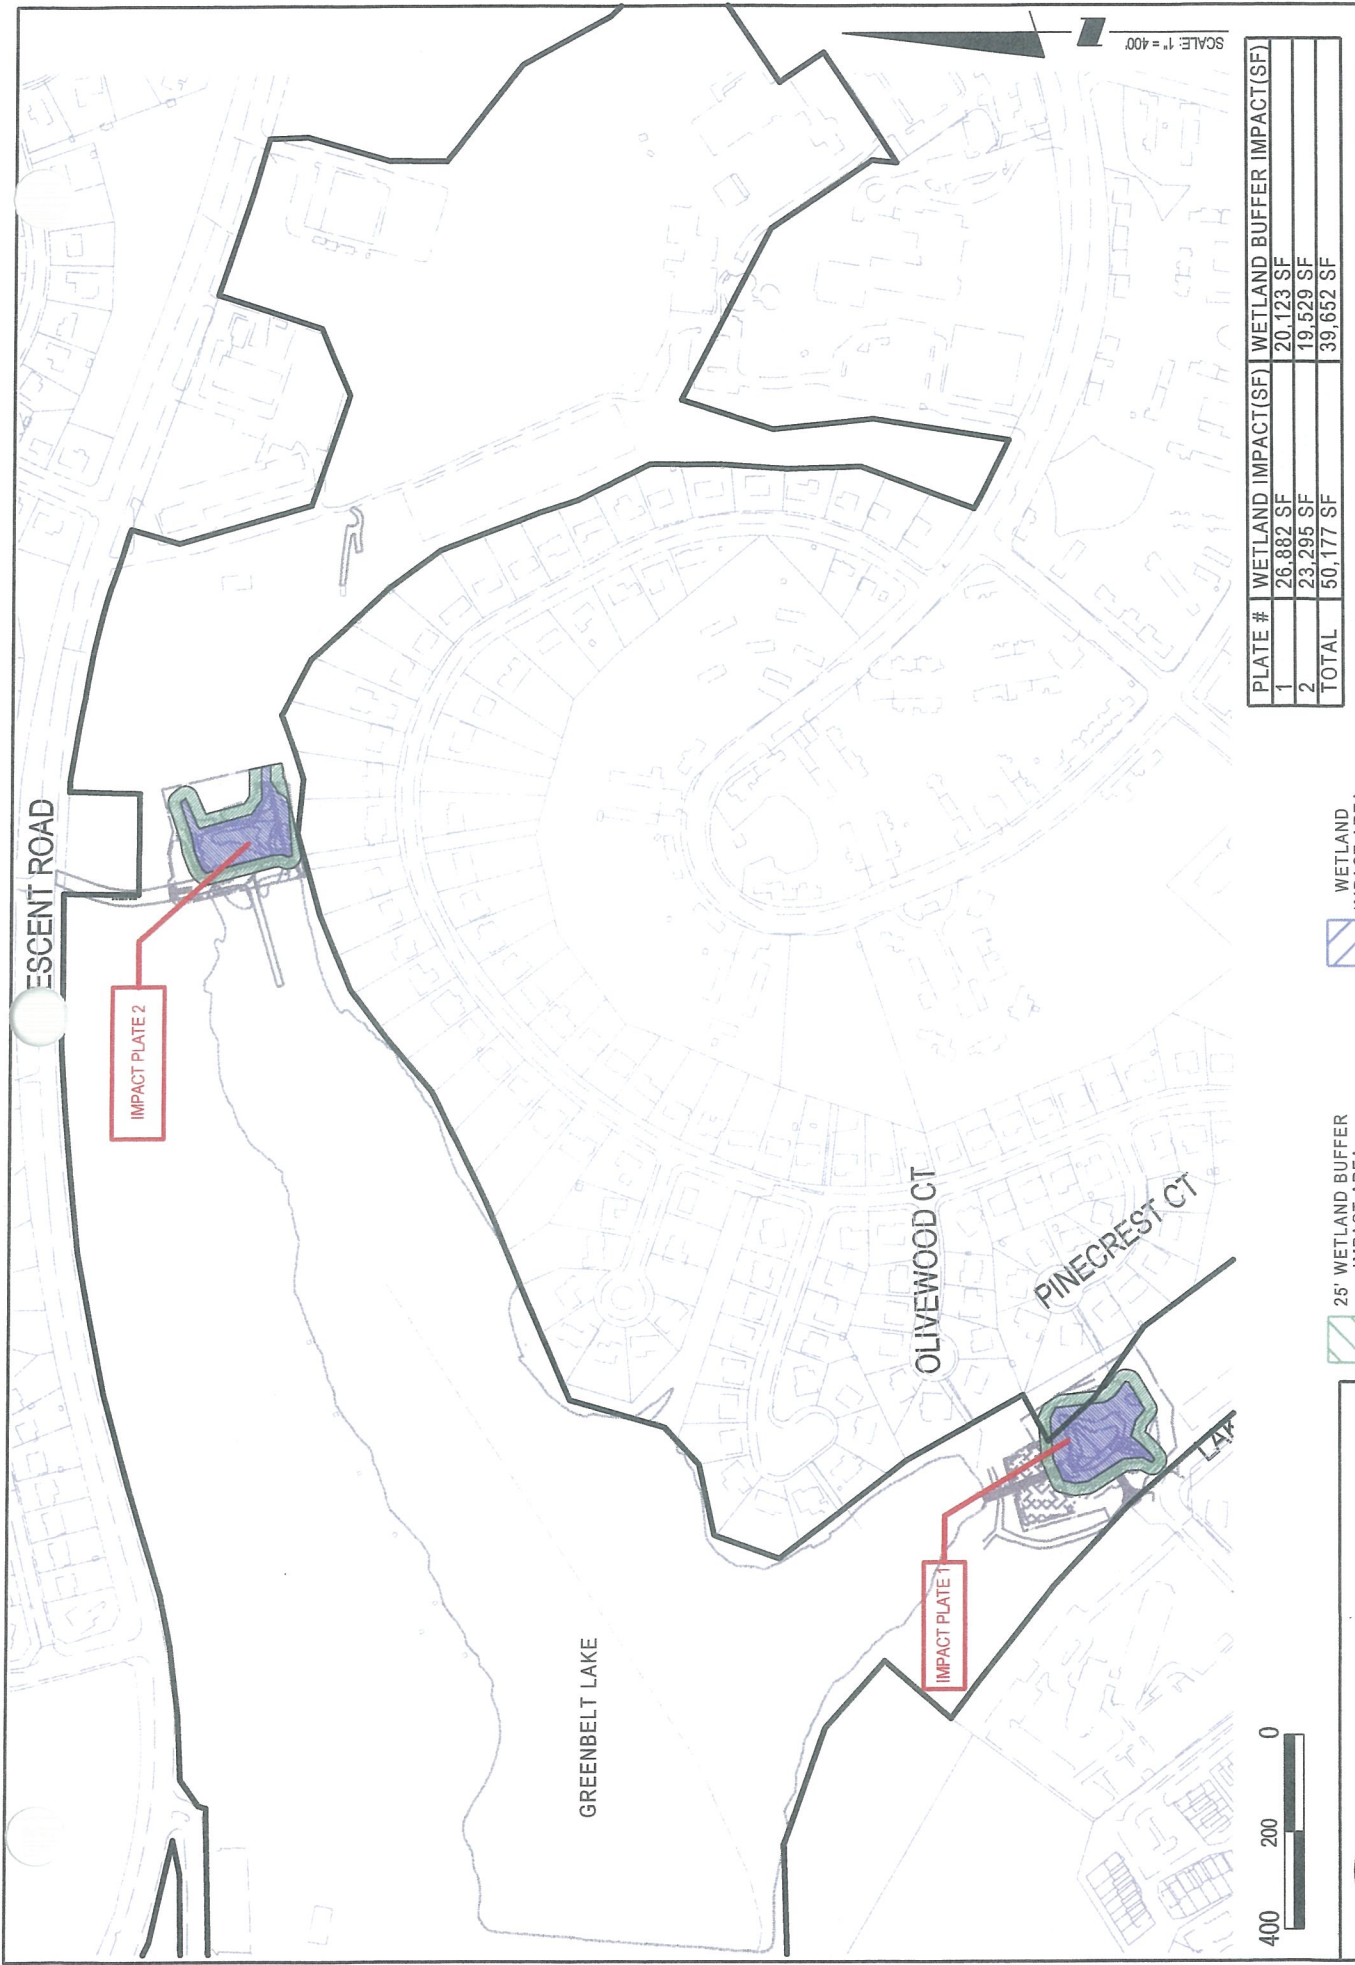 ESCENT ROAD
IMPACT PLATE 2
GREENBELT LAKE
OLIVEWOOD CT
PINECREST CT
IMPACT PLATE 1
LAK
SCALE: 1" = 400'
PLATE # WETLAND IMPACT(SF) WETLAND BUFFER IMPACT(SF)
1 26,882 SF 20,123 SF
2 23,295 SF 19,529 SF
TOTAL 50,177 SF 39,652 SF
400 200 0
25' WETLAND BUFFER
WETLAND